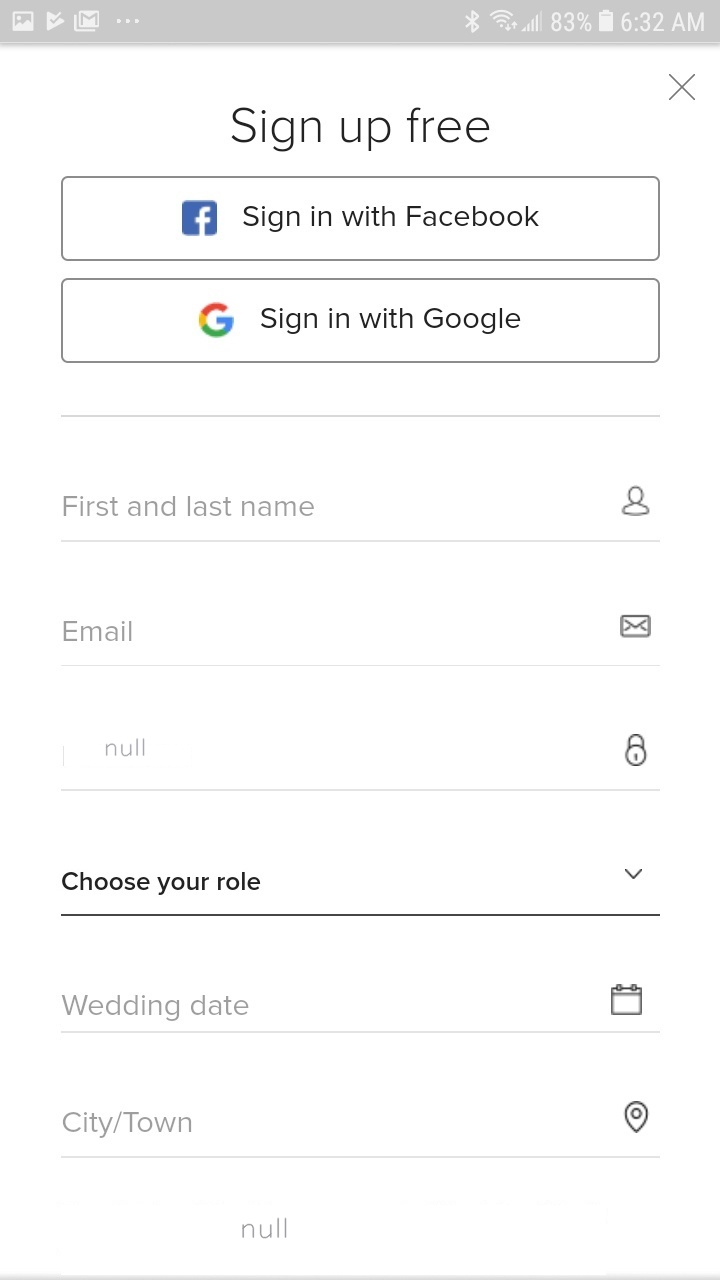 83% 6:32 AM
Sign up free
Sign in with Facebook
Sign in with Google
First and last name
Email
null
Choose your role
Wedding date
City/Town
null